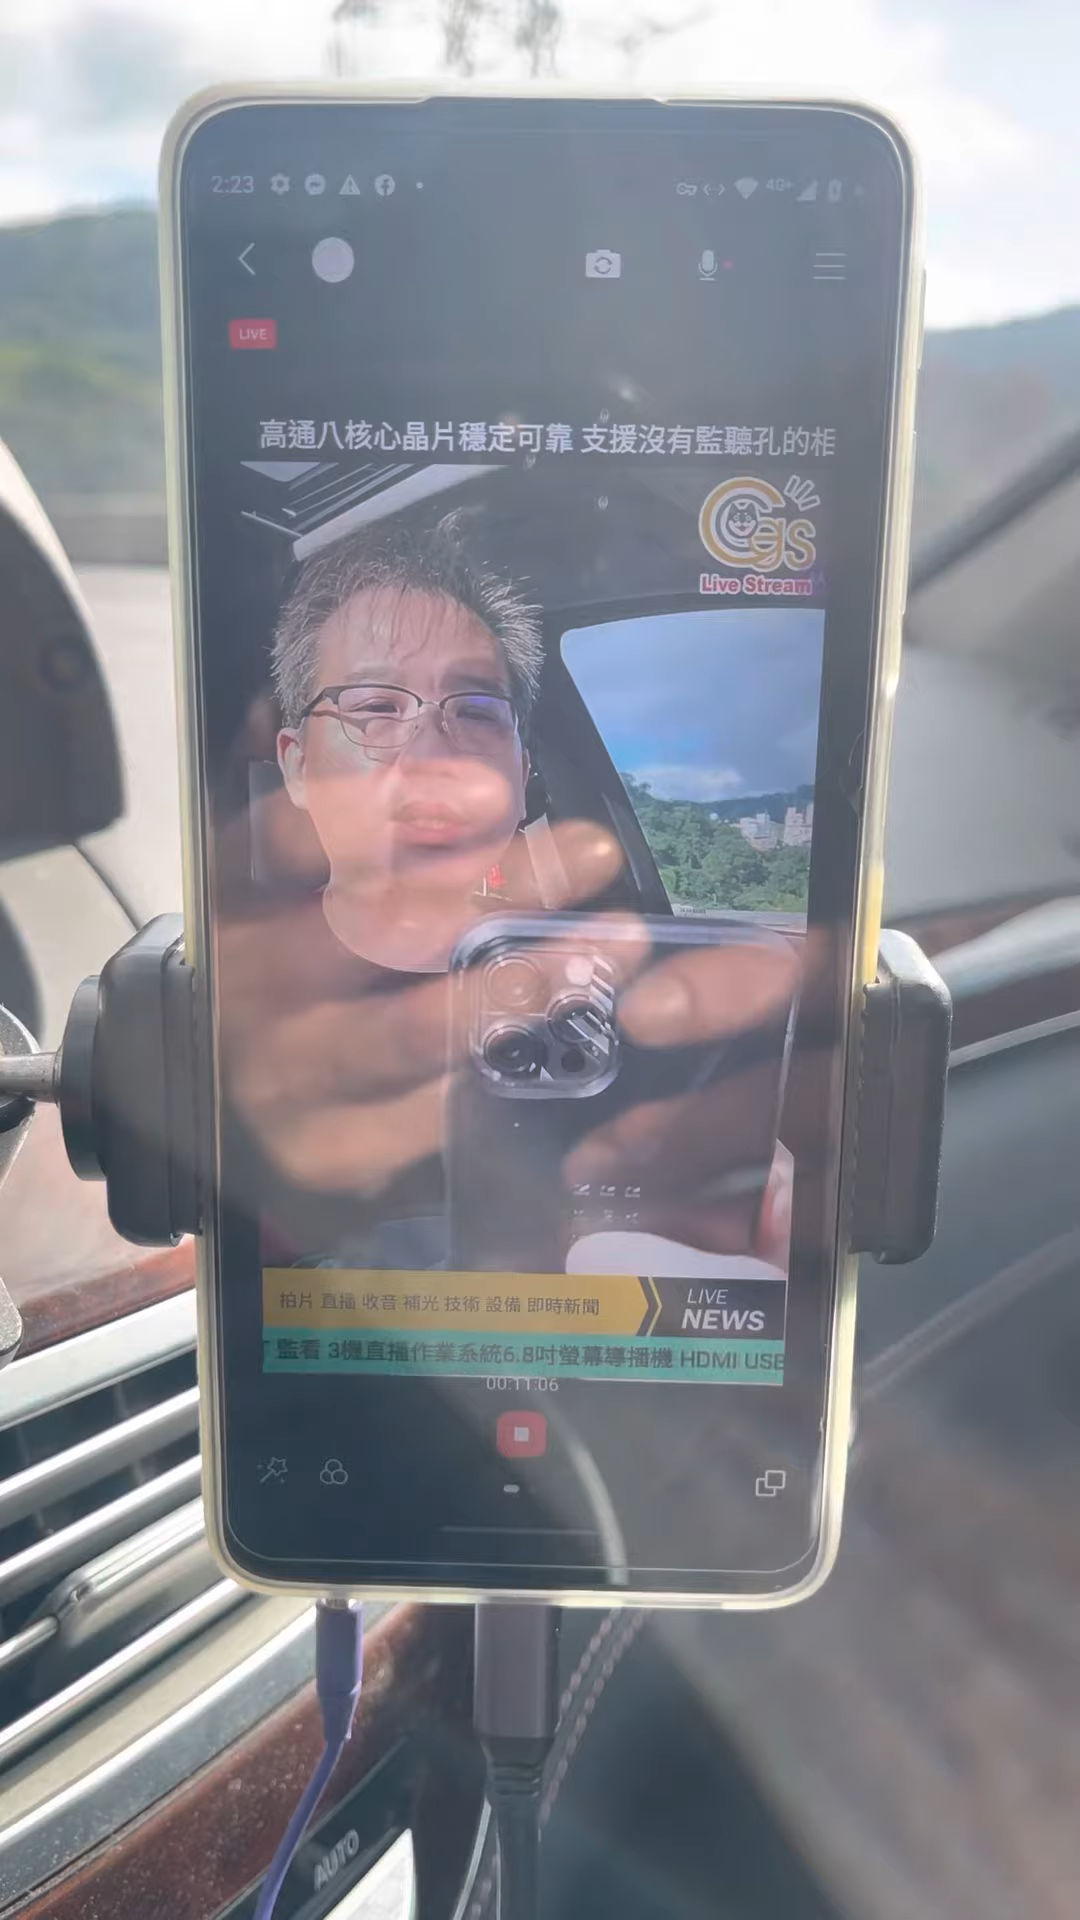 2:23
4G+
LIVE
高通八核心晶片穩定可靠 支援沒有監聽孔的相
Cgs
Live Stream
拍片 直播 收音 補光 技術 設備 即時新聞
LIVE
NEWS
監看 3機直播作業系統6.8吋螢幕導播機 HDMI USB
00:11:06
AUTO